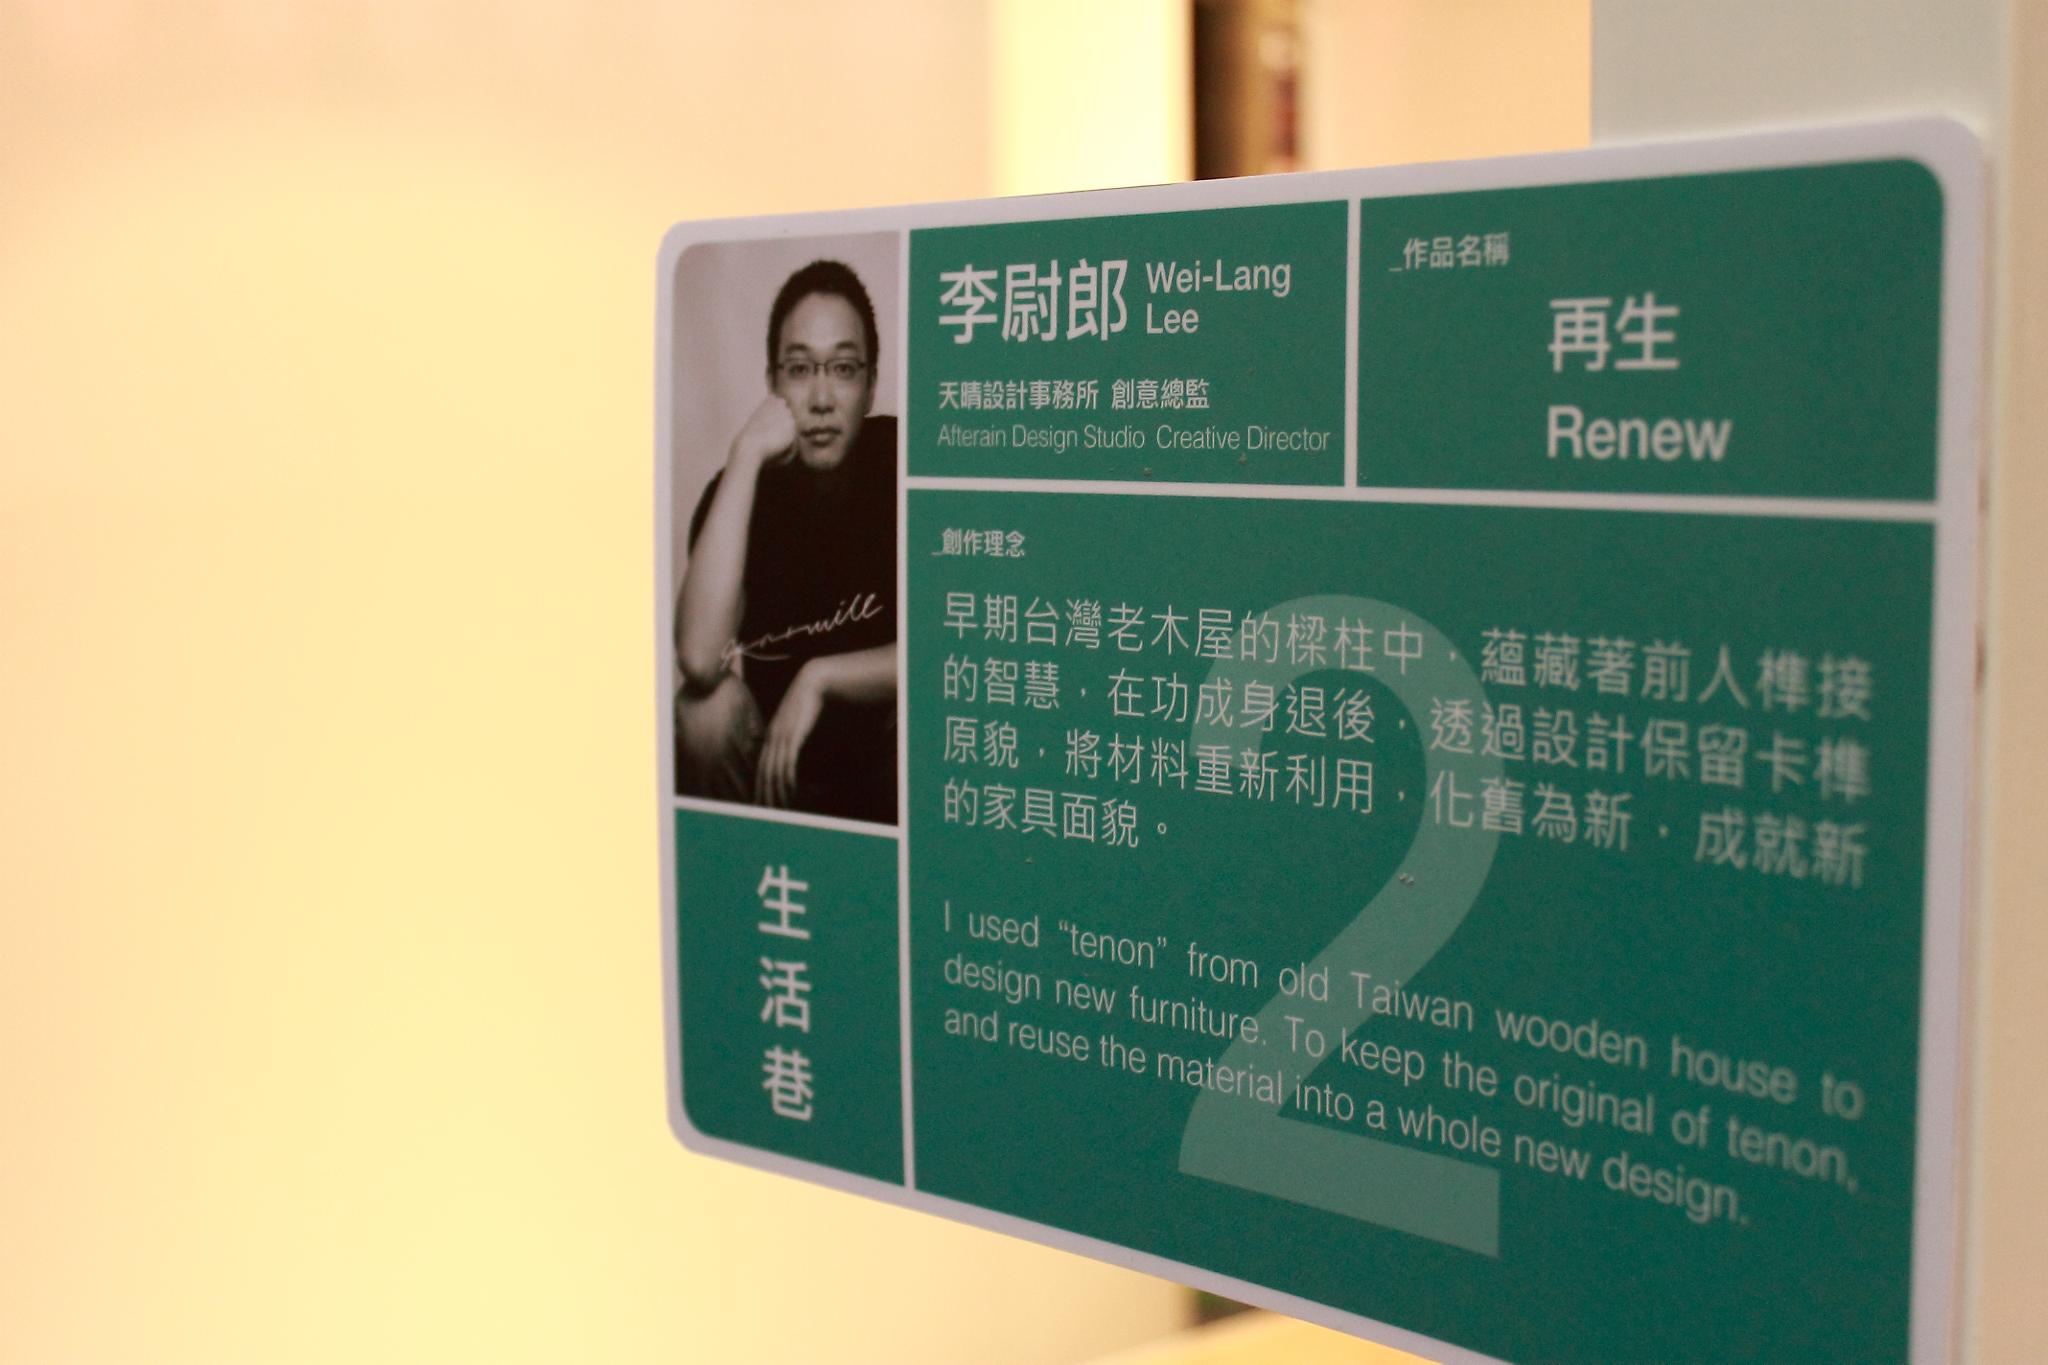 李尉郎 Wei-Lang
Lee
天晴設計事務所 創意總監
Afterain Design Studio Creative Director
_作品名稱
再生
Renew
_創作理念
早期台灣老木屋的樑柱中，蘊藏著前人榫接
的智慧，在功成身退後，透過設計保留卡榫
原貌，將材料重新利用，化舊為新，成就新
的家具面貌。
I used “tenon” from old Taiwan wooden house to
design new furniture. To keep the original of tenon,
and reuse the material into a whole new design.
2
生活巷